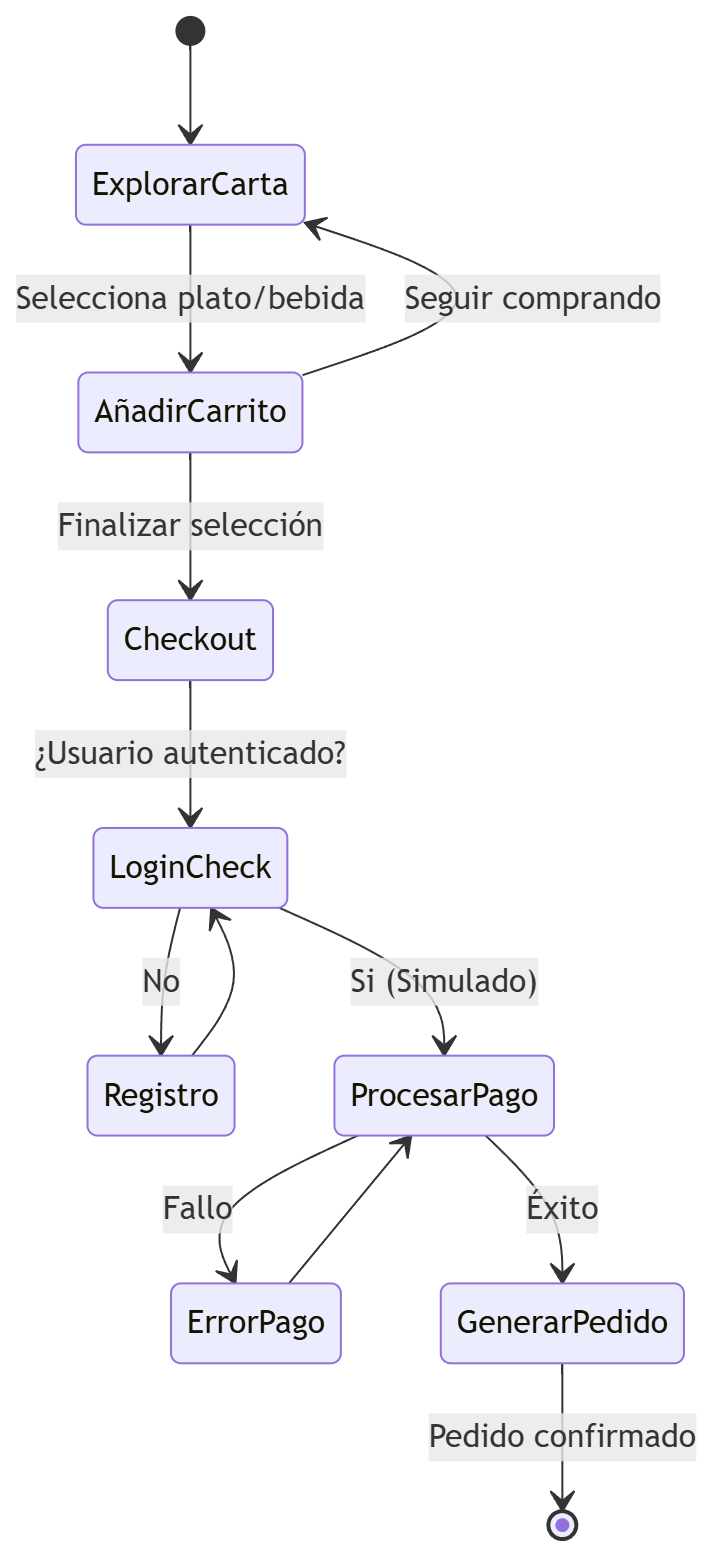 ExplorarCarta
Selecciona plato/bebida
Seguir comprando
AñadirCarrito
Finalizar selección
Checkout
¿Usuario autenticado?
LoginCheck
No
Si (Simulado)
Registro
ProcesarPago
Fallo
Éxito
ErrorPago
GenerarPedido
Pedido confirmado